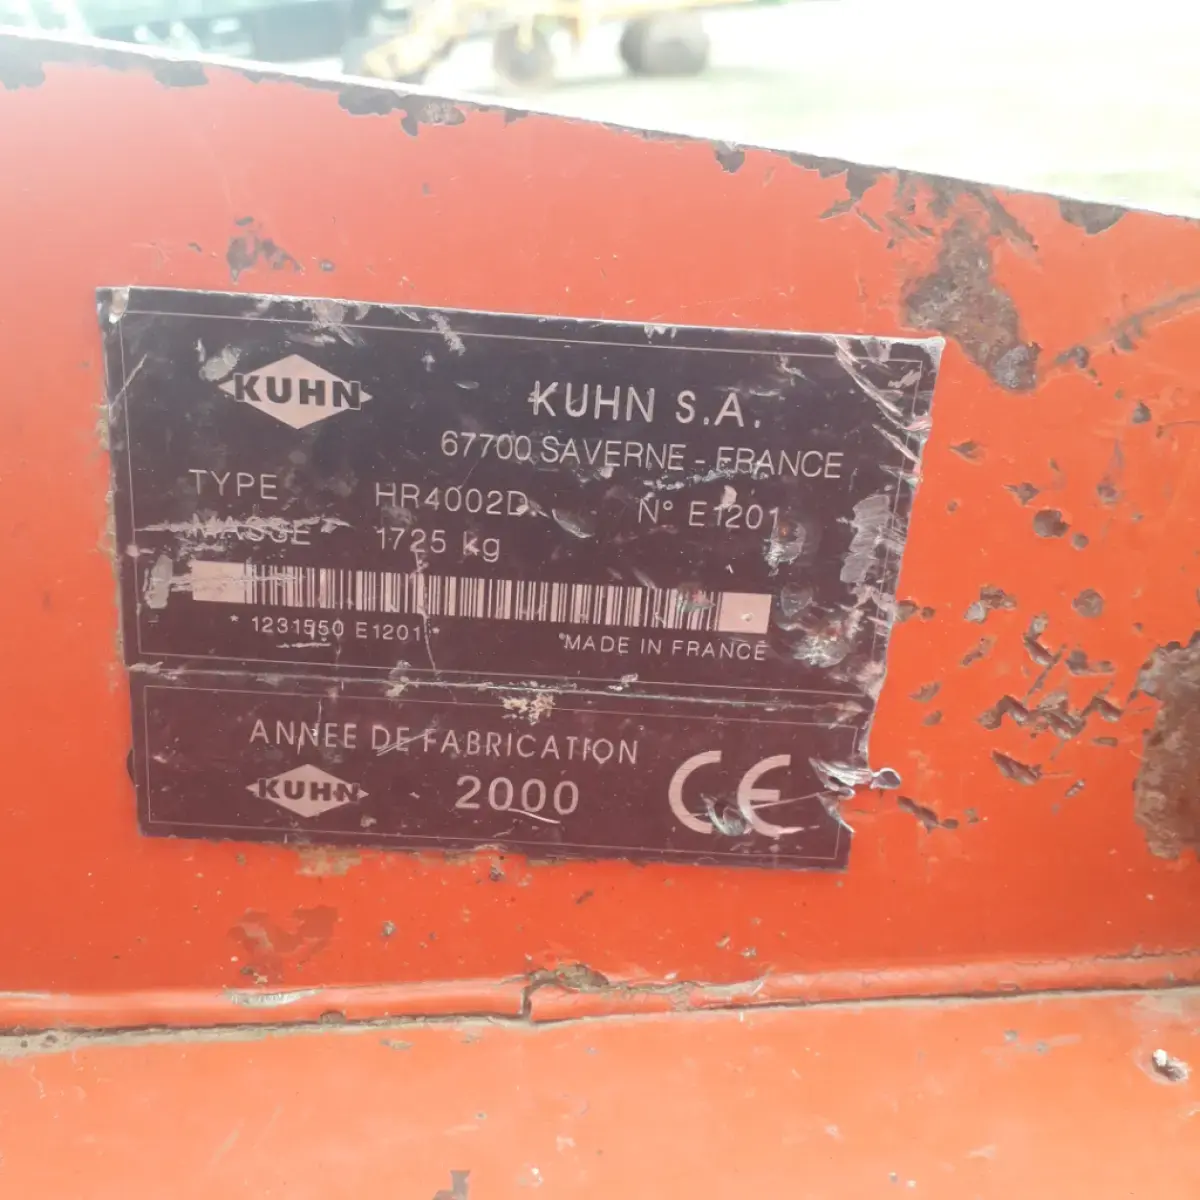 KUHN
KUHN S.A.
67700 SAVERNE - FRANCE
TYPE HR4002D N° E1201
MASSE 1725 kg
* 1231550 E1201 *
*MADE IN FRANCE
ANNEE DE FABRICATION
KUHN 2000 CE